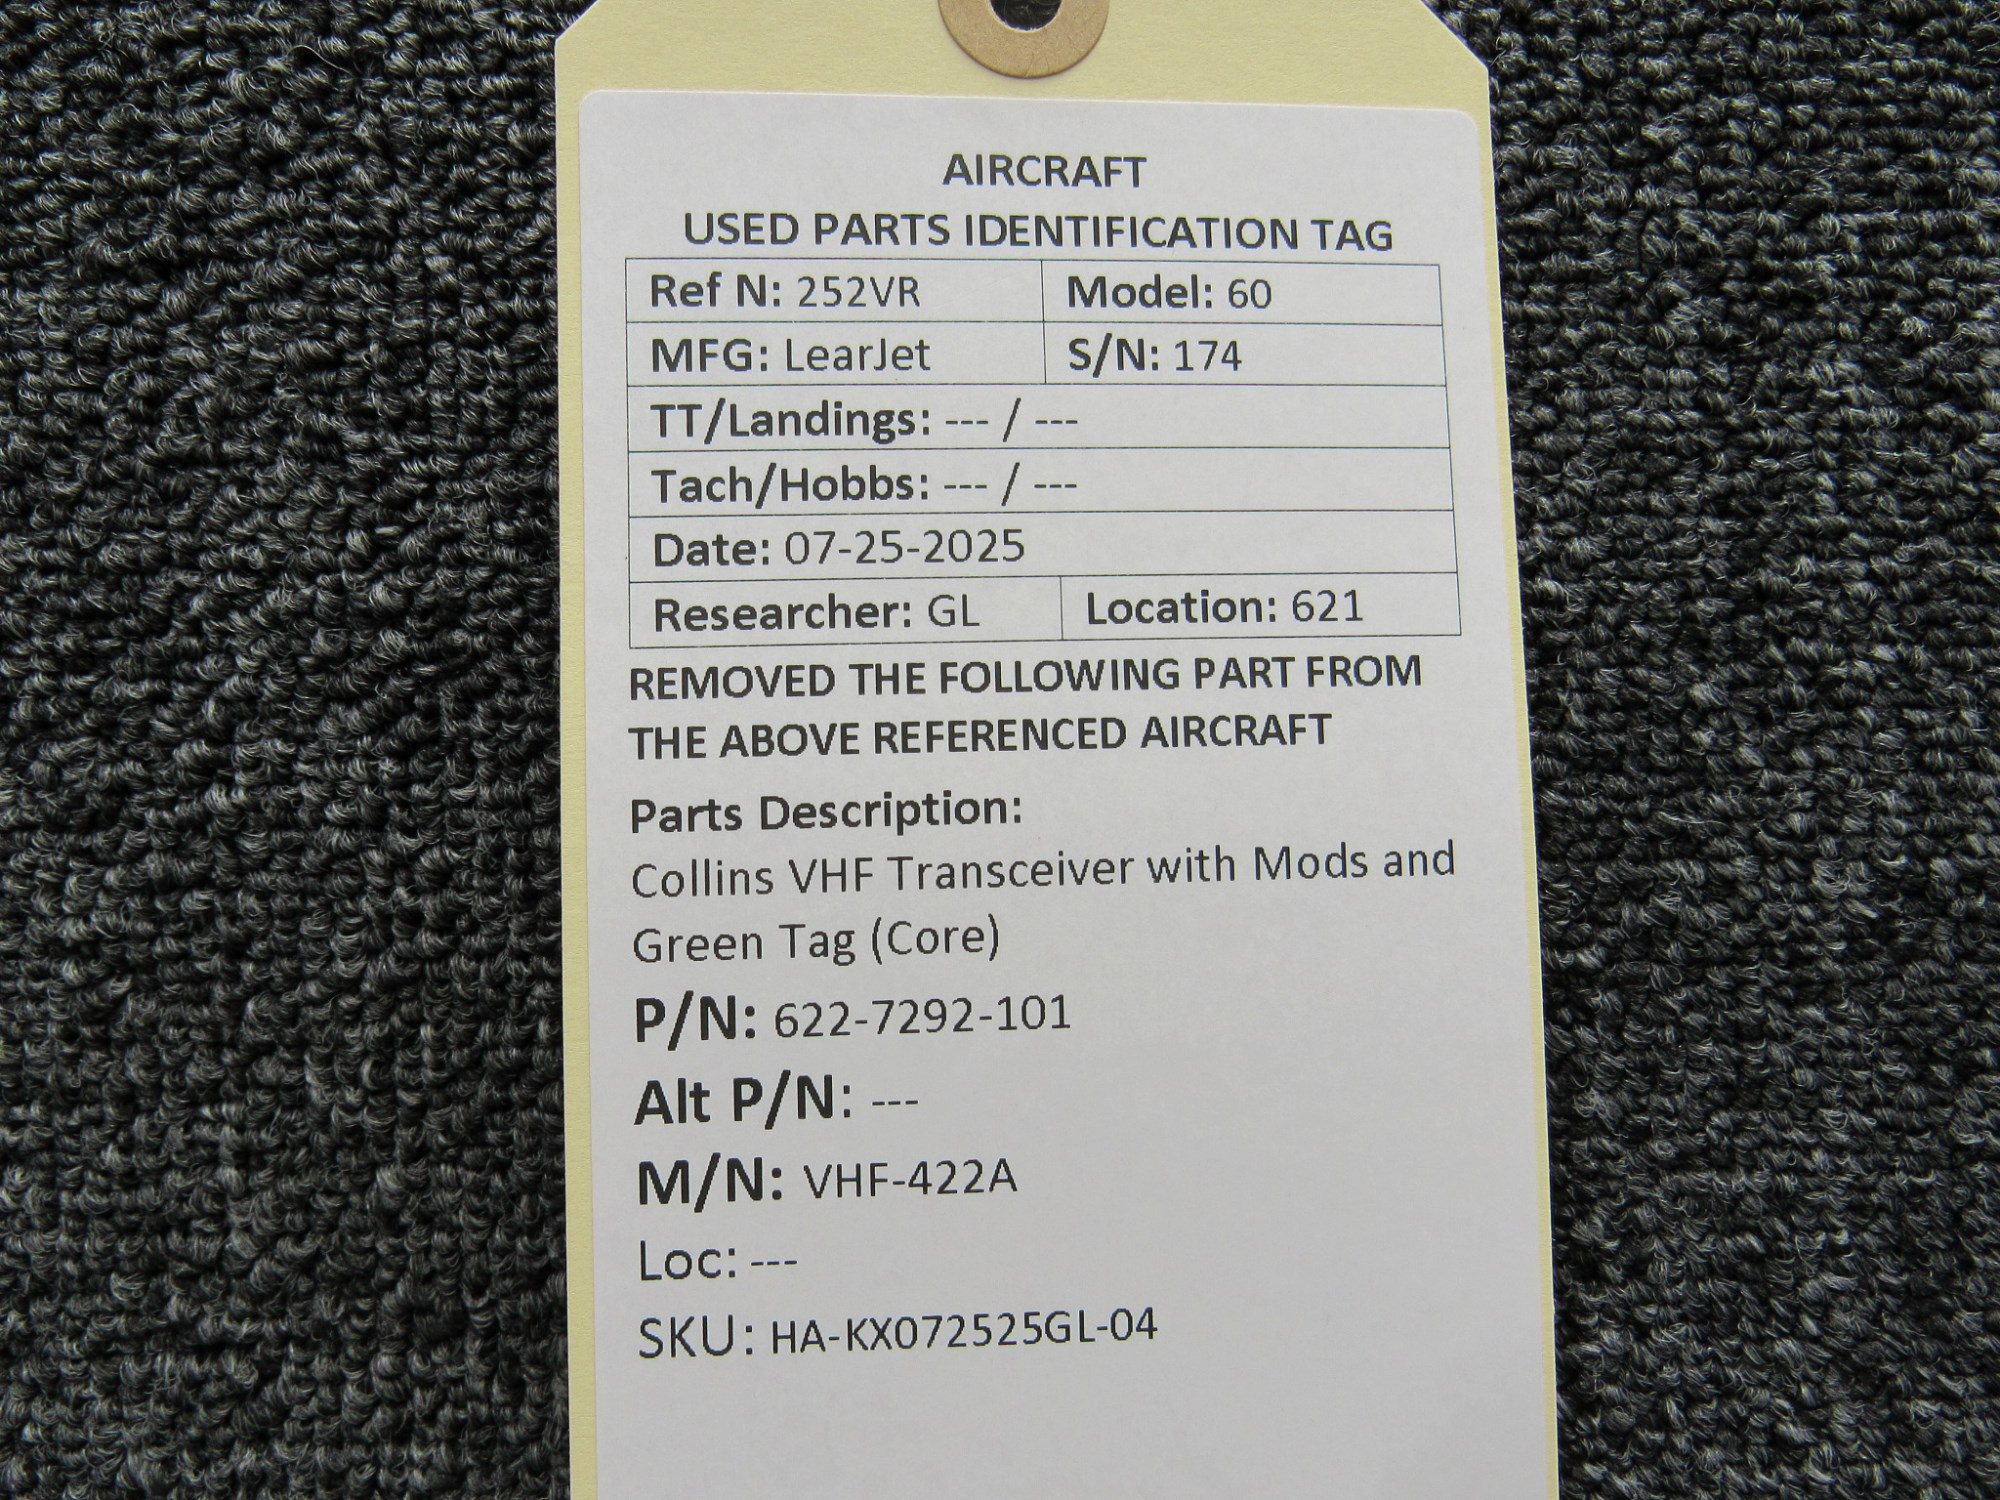 AIRCRAFT
USED PARTS IDENTIFICATION TAG
Ref N: 252VR Model: 60
MFG: LearJet S/N: 174
TT/Landings: --- / ---
Tach/Hobbs: --- / ---
Date: 07-25-2025
Researcher: GL Location: 621
REMOVED THE FOLLOWING PART FROM
THE ABOVE REFERENCED AIRCRAFT
Parts Description:
Collins VHF Transceiver with Mods and
Green Tag (Core)
P/N: 622-7292-101
Alt P/N: ---
M/N: VHF-422A
Loc: ---
SKU: HA-KX072525GL-04